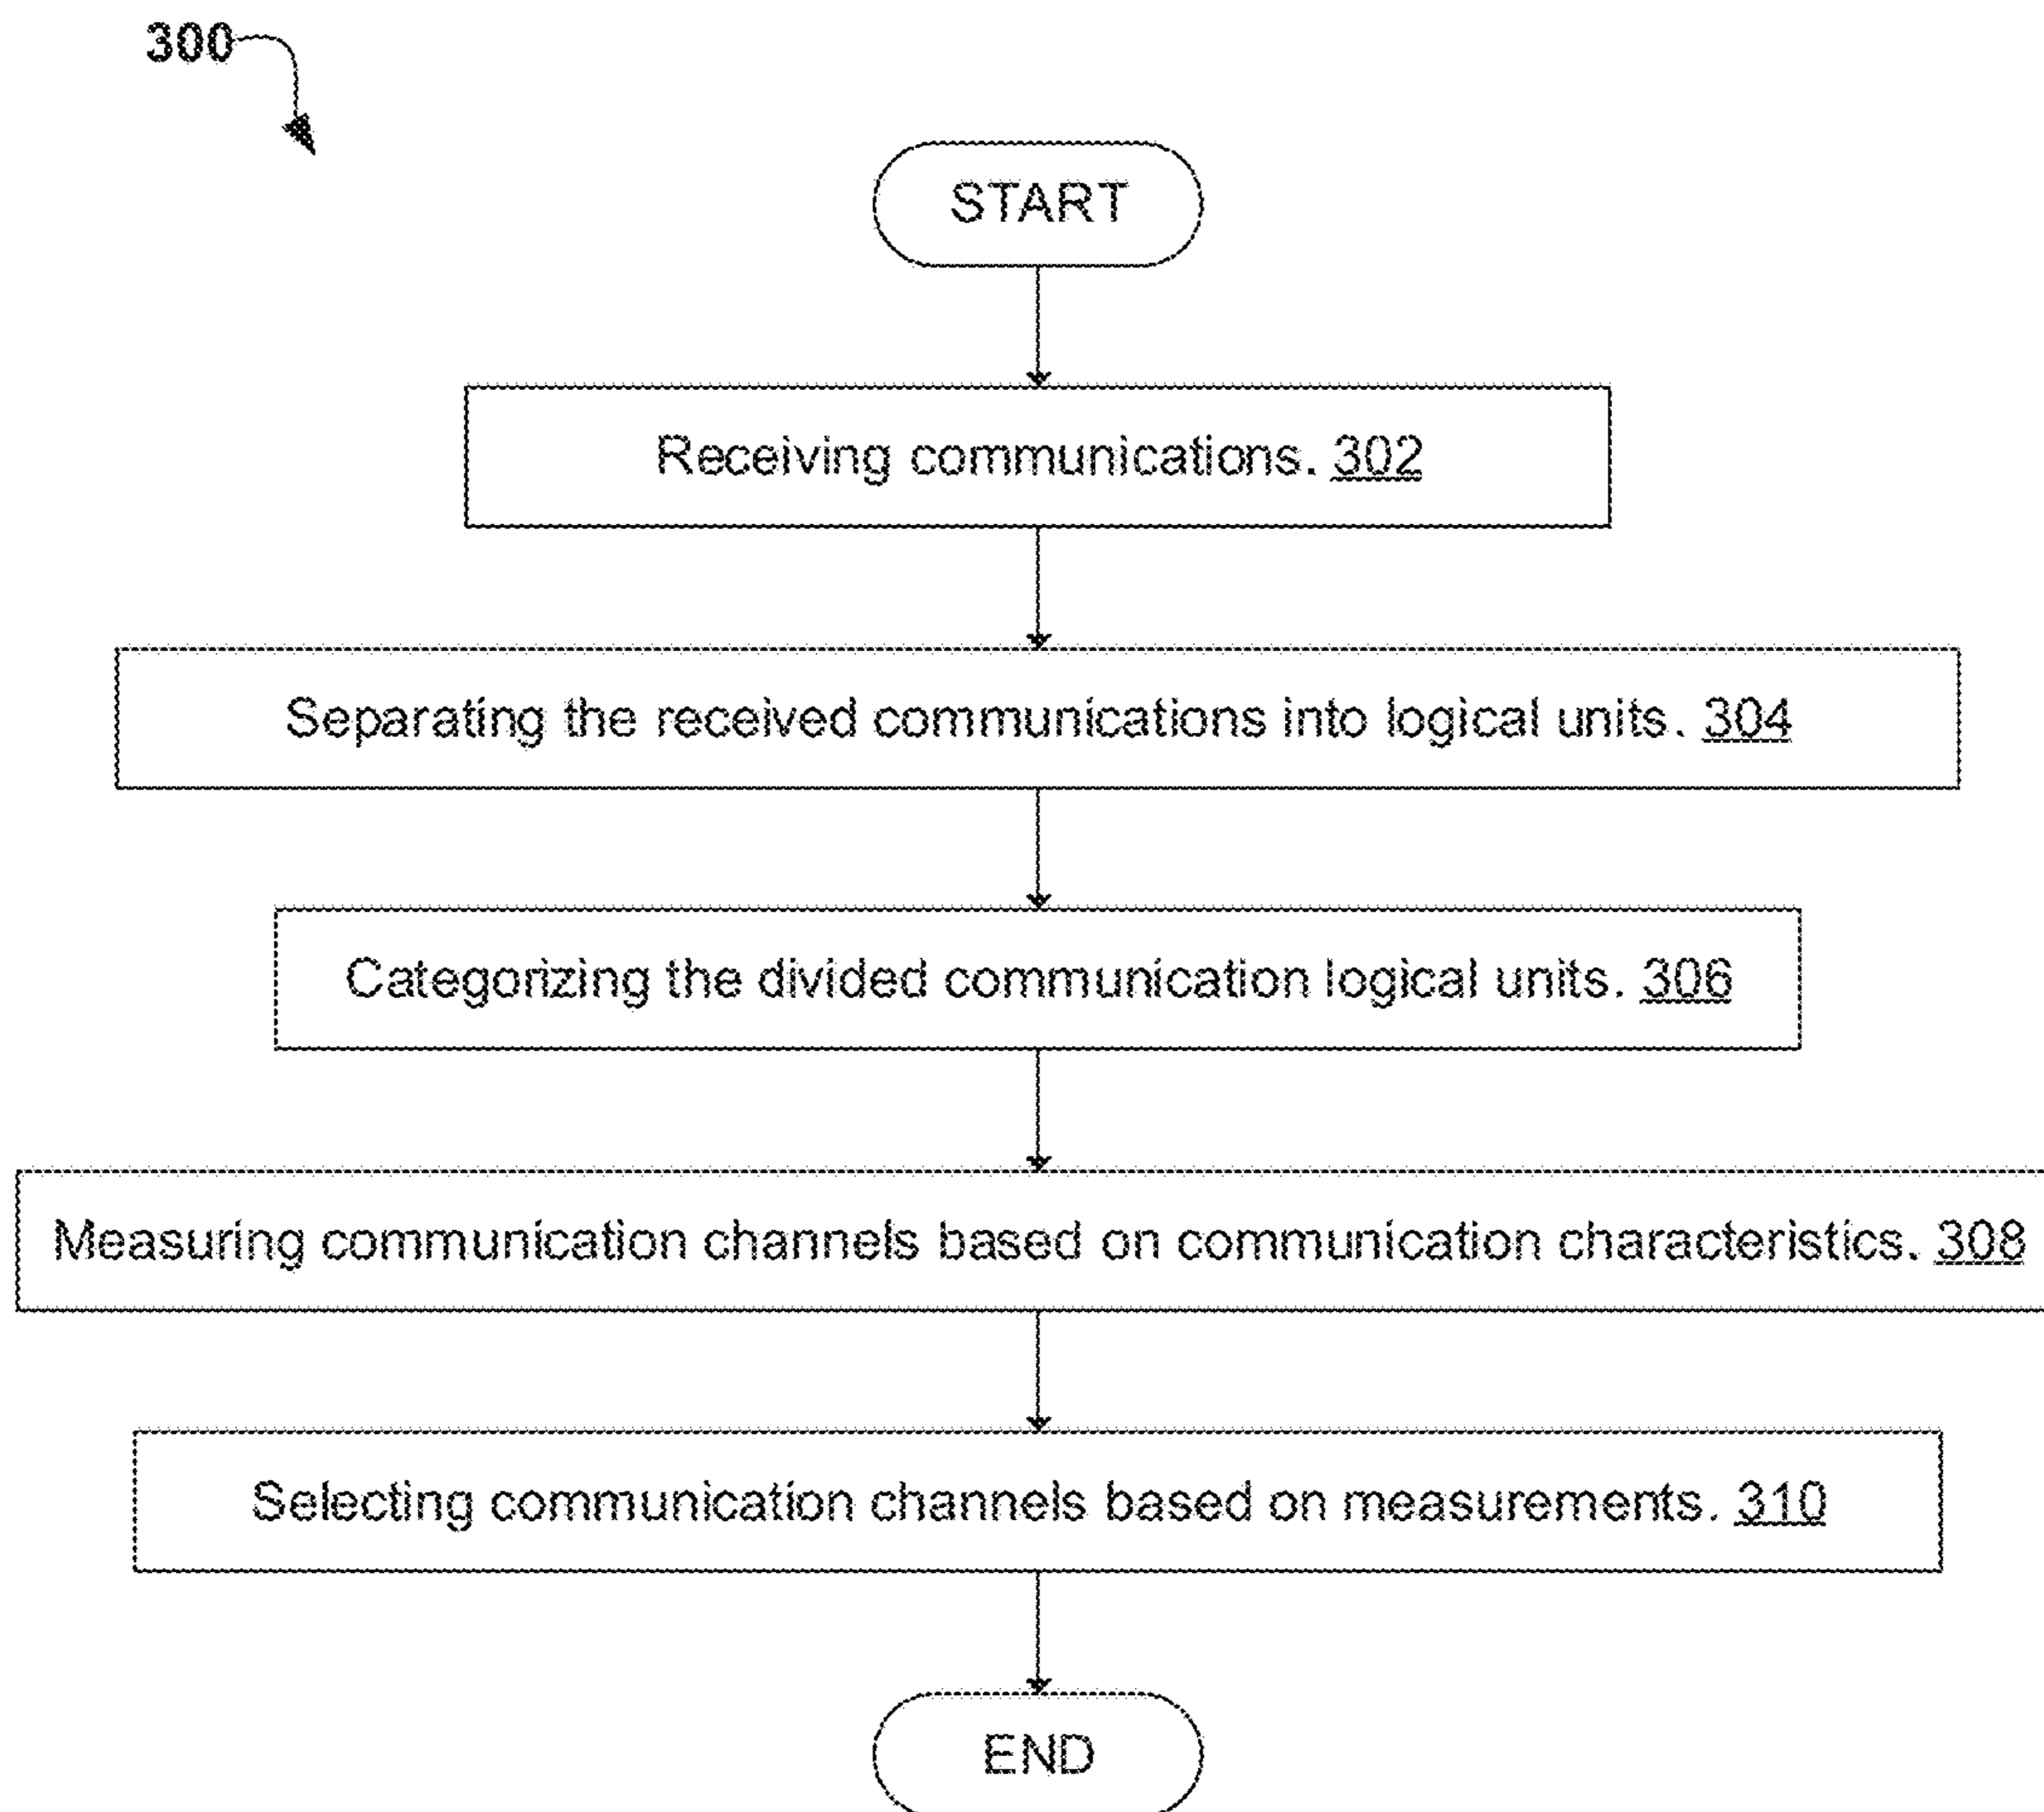 300
START
Receiving communications. 302
Separating the received communications into logical units. 304
Categorizing the divided communication logical units. 306
Measuring communication channels based on communication characteristics. 308
Selecting communication channels based on measurements. 310
END